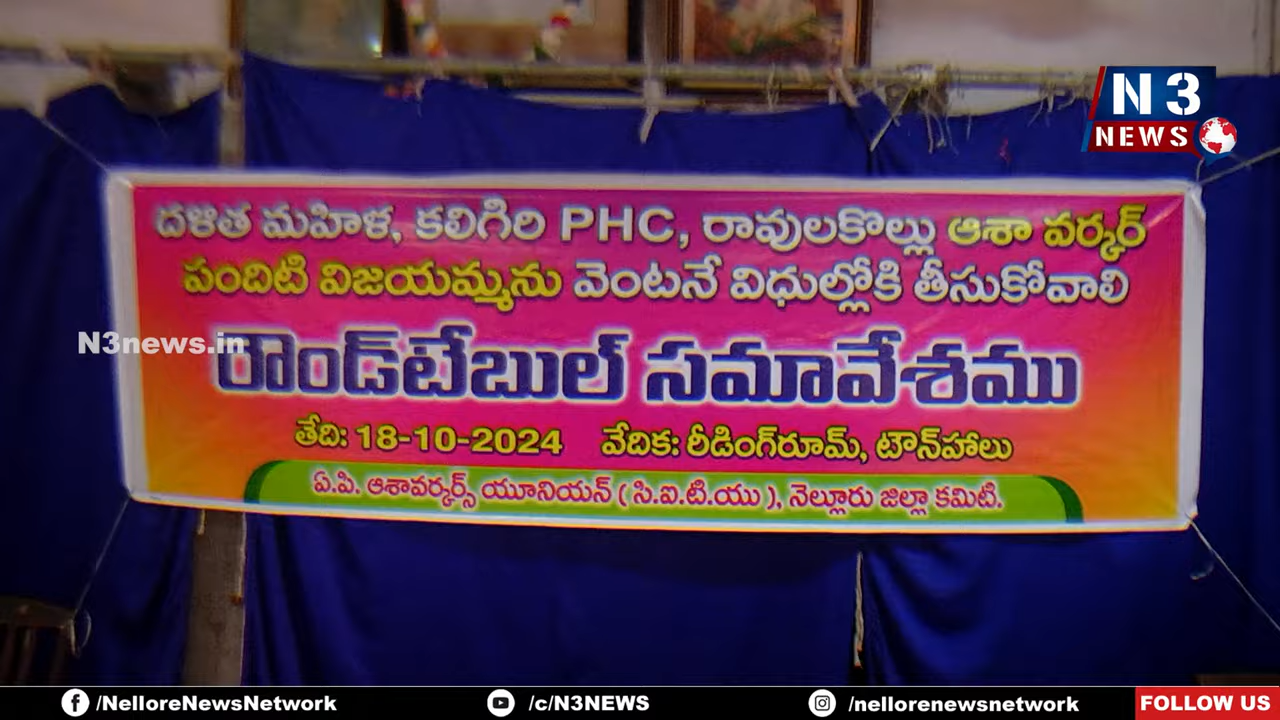 N3
NEWS
దళిత మహిళ, కలిగిరి PHC, రావులకొల్లు ఆశా వర్కర్
పందిటి విజయమ్మను వెంటనే విధుల్లోకి తీసుకోవాలి
N3news.in
రౌండ్‌టేబుల్ సమావేశము
తేది: 18-10-2024 వేదిక: రీడింగ్‌రూమ్, టౌన్‌హాలు
ఏ.పి. ఆశావర్కర్స్ యూనియన్ ( సి.ఐ.టి.యు ), నెల్లూరు జిల్లా కమిటి.
/NelloreNewsNetwork /c/N3NEWS /nellorenewsnetwork FOLLOW US